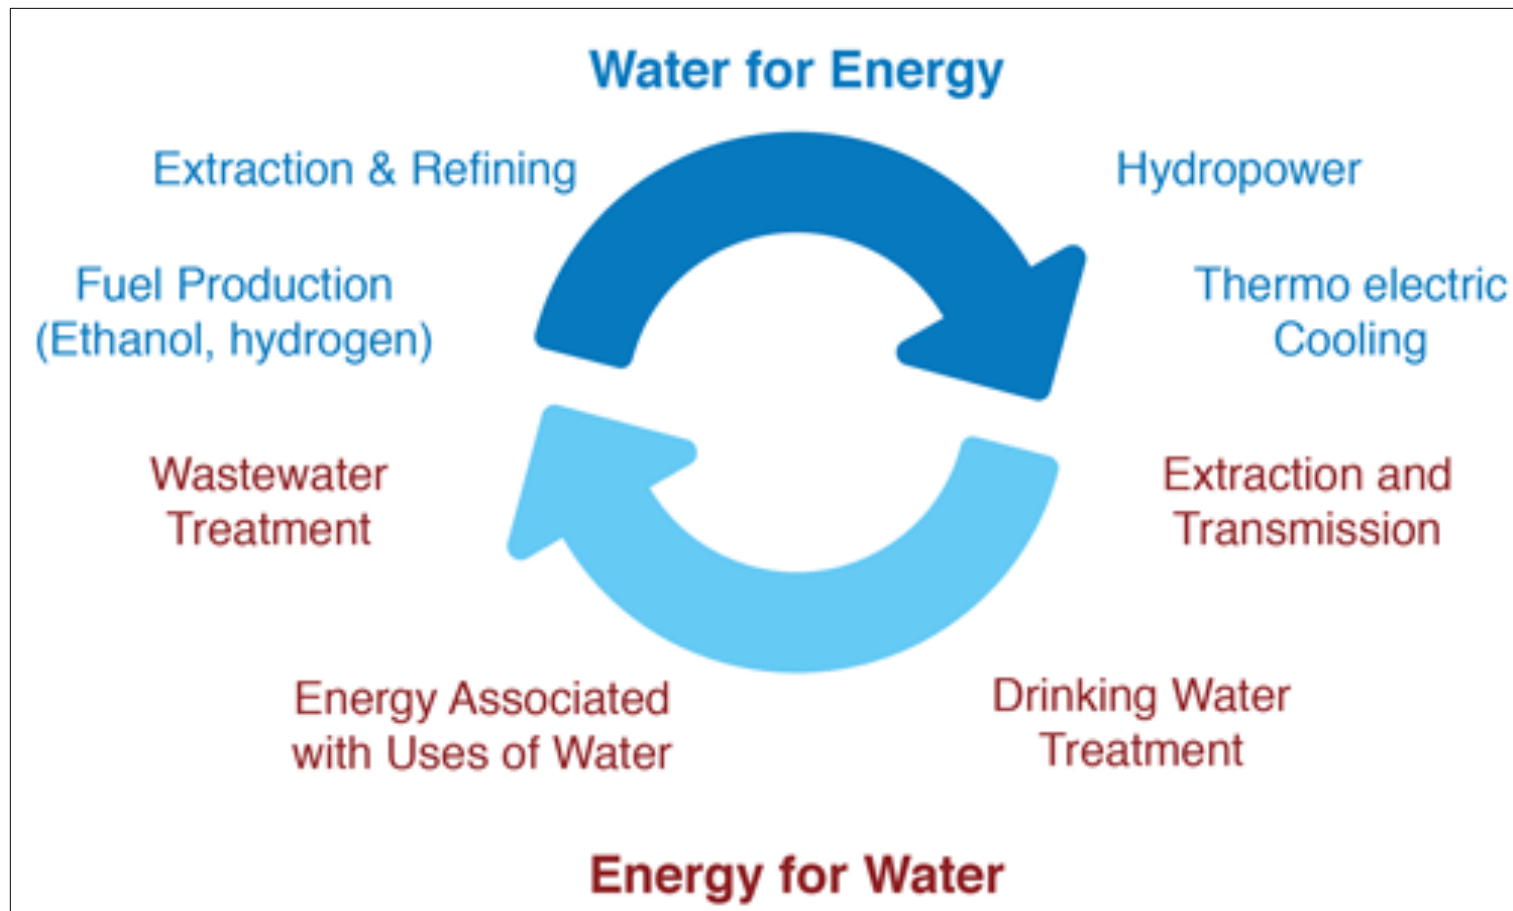 Water for Energy
Extraction & Refining
Hydropower
Fuel Production
(Ethanol, hydrogen)
Thermo electric
Cooling
Wastewater
Treatment
Extraction and
Transmission
Energy Associated
with Uses of Water
Drinking Water
Treatment
Energy for Water